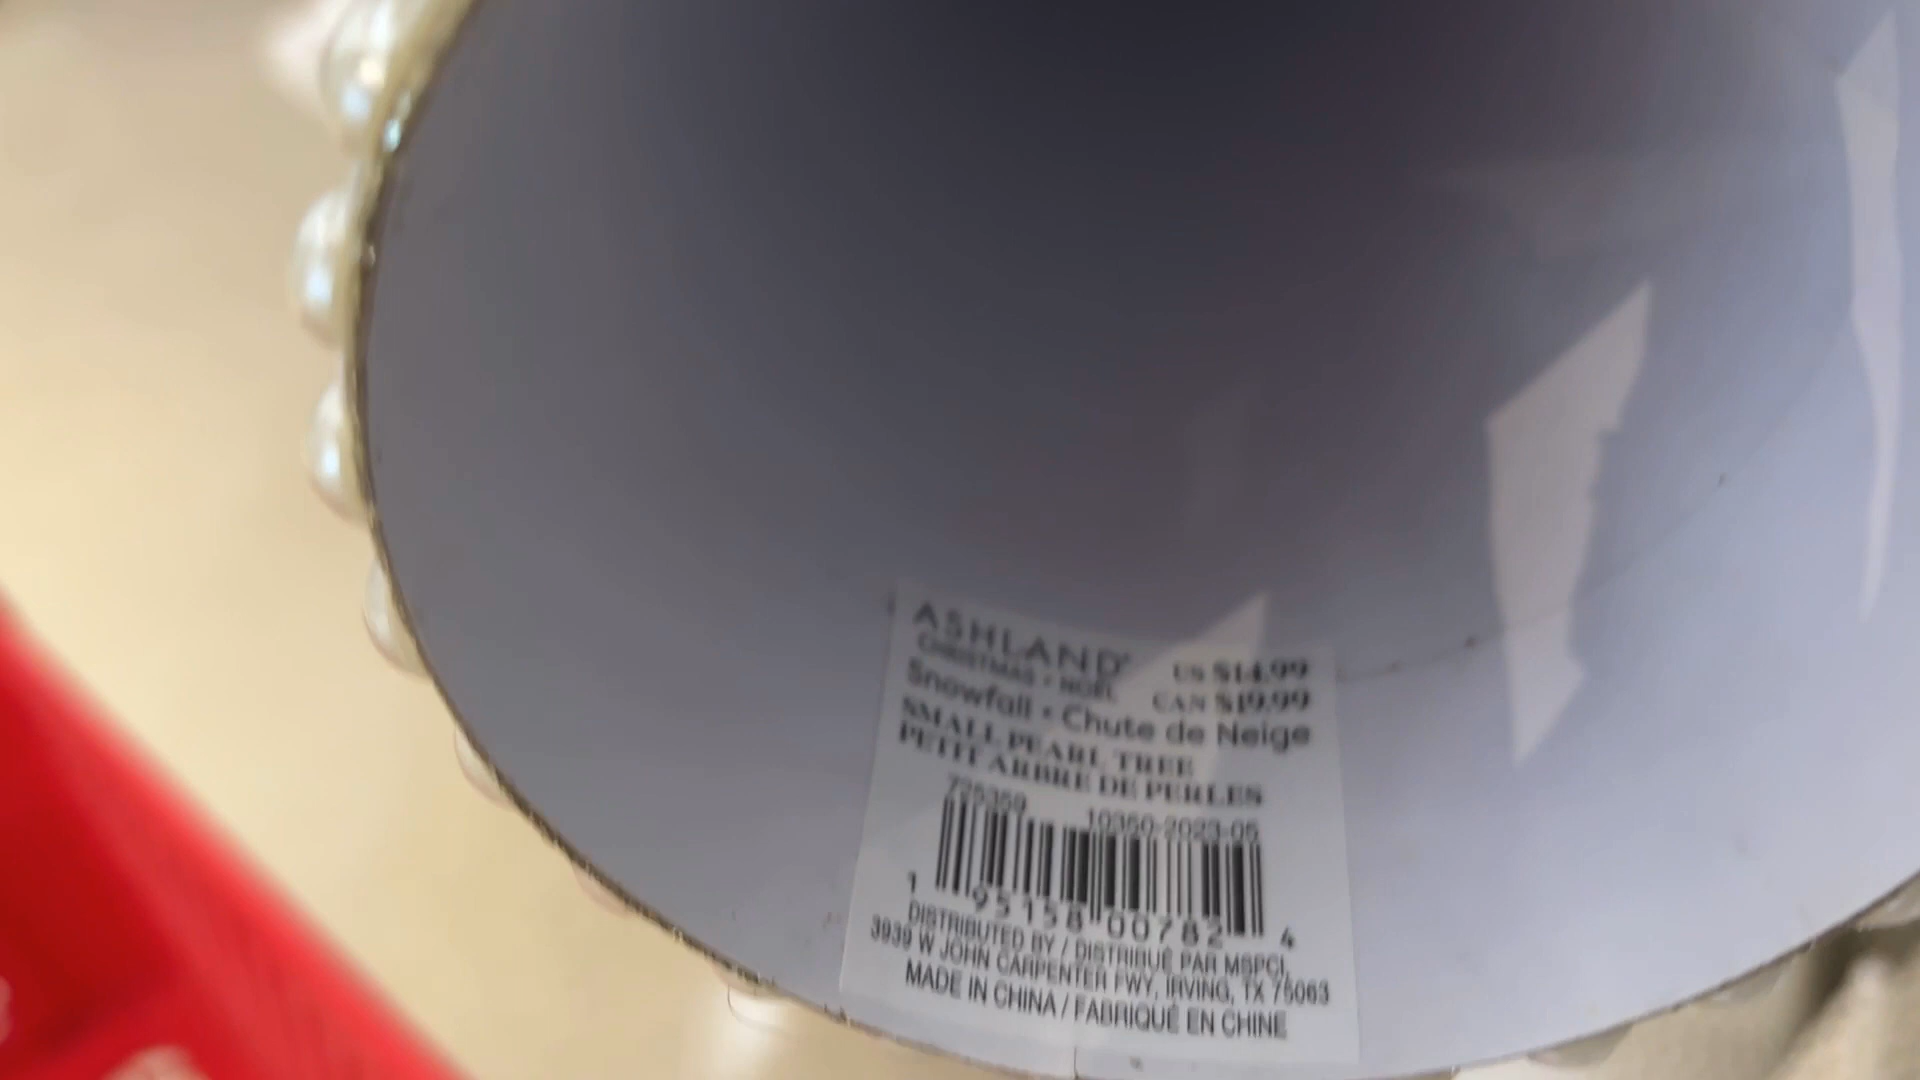 ASHLAND®
CHRISTMAS • NOËL
US $14.99
CAN $19.99
Snowfall • Chute de Neige
SMALL PEARL TREE
PETIT ARBRE DE PERLES
725359 10350-2023-05
1 95158 00782 4
DISTRIBUTED BY / DISTRIBUÉ PAR MSPCI,
3939 W JOHN CARPENTER FWY, IRVING, TX 75063
MADE IN CHINA / FABRIQUÉ EN CHINE